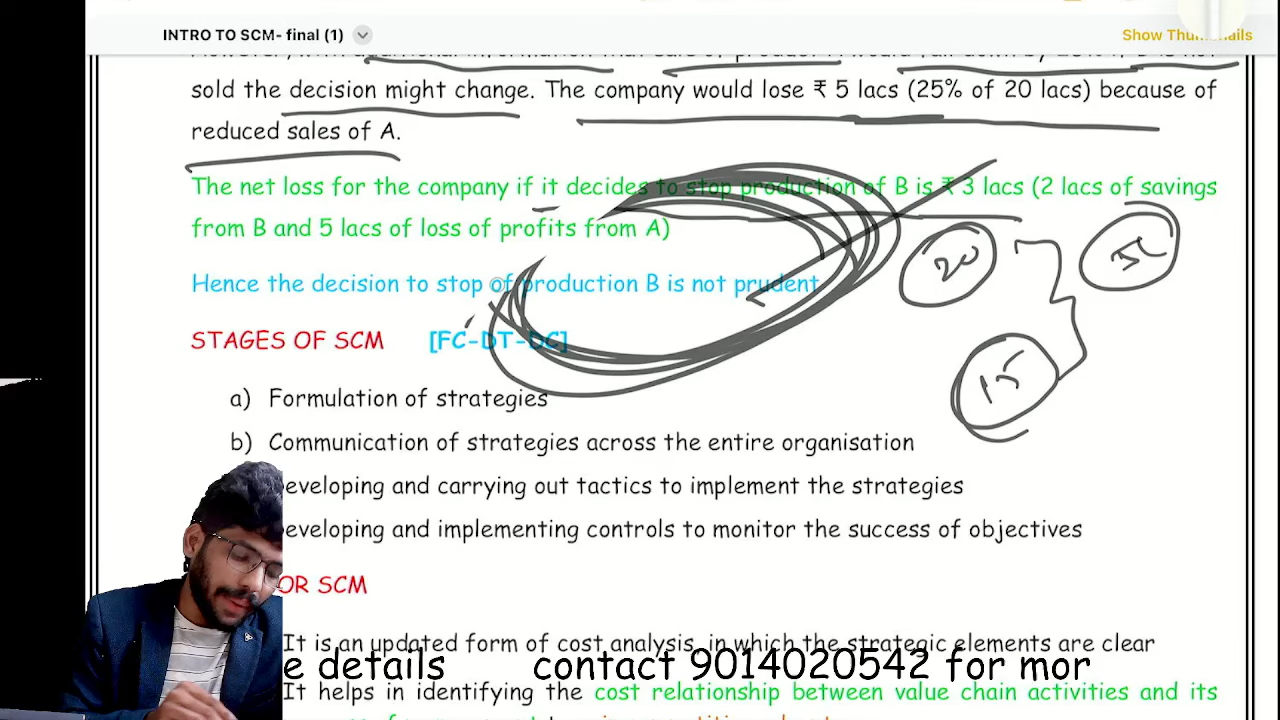 INTRO TO SCM- final (1)
Show Thumbnails
sold the decision might change. The company would lose ₹ 5 lacs (25% of 20 lacs) because of
reduced sales of A.
The net loss for the company if it decides to stop production of B is ₹ 3 lacs (2 lacs of savings
from B and 5 lacs of loss of profits from A)
20
Hence the decision to stop of production B is not prudent
STAGES OF SCM [FC-DT-DC]
15
a) Formulation of strategies
b) Communication of strategies across the entire organisation
eveloping and carrying out tactics to implement the strategies
eveloping and implementing controls to monitor the success of objectives
OR SCM
It is an updated form of cost analysis, in which the strategic elements are clear
e details contact 9014020542 for mor
It helps in identifying the cost relationship between value chain activities and its